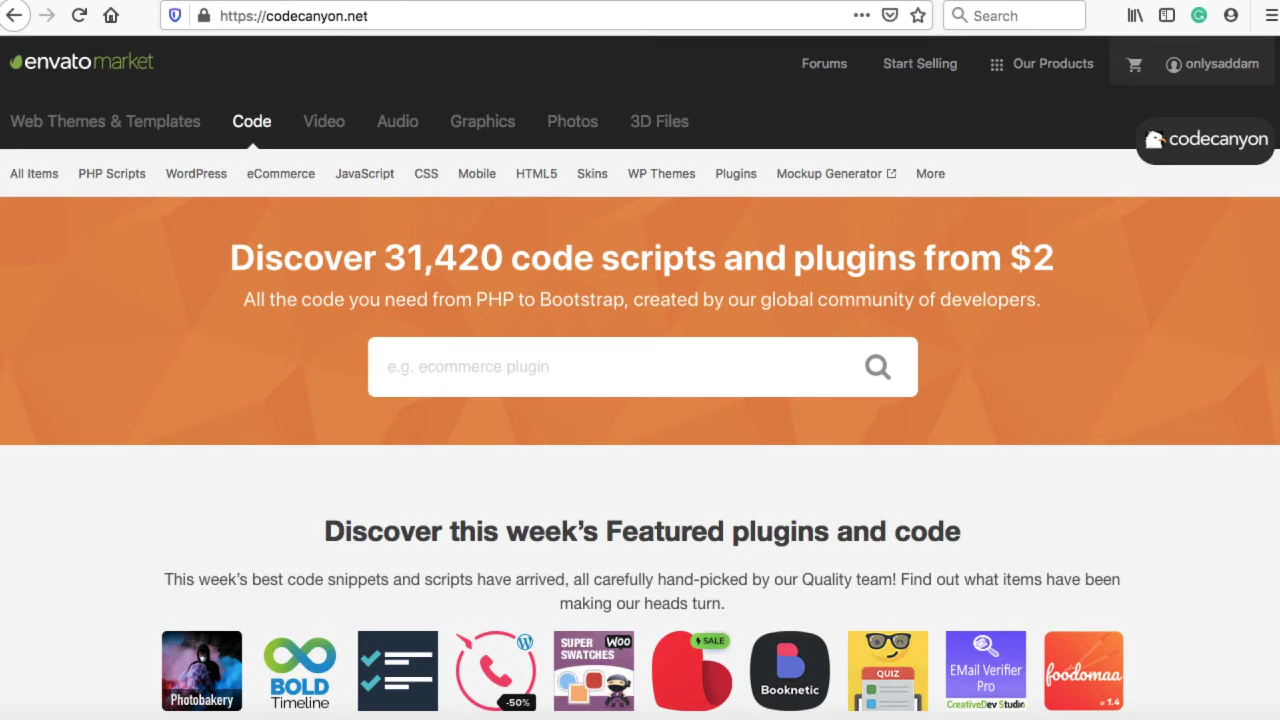 https://codecanyon.net
Search
envatomarket
Forums Start Selling Our Products onlysaddam
Web Themes & Templates Code Video Audio Graphics Photos 3D Files
codecanyon
All Items PHP Scripts WordPress eCommerce JavaScript CSS Mobile HTML5 Skins WP Themes Plugins Mockup Generator More
Discover 31,420 code scripts and plugins from $2
All the code you need from PHP to Bootstrap, created by our global community of developers.
e.g. ecommerce plugin
Discover this week's Featured plugins and code
This week's best code snippets and scripts have arrived, all carefully hand-picked by our Quality team! Find out what items have been
making our heads turn.
Photobakery
BOLD
Timeline
-50%
SUPER
SWATCHES
WOO
SALE
Booknetic
QUIZ
EMail Verifier
Pro
CreativeDev Studio
foodomaa
v 1.4